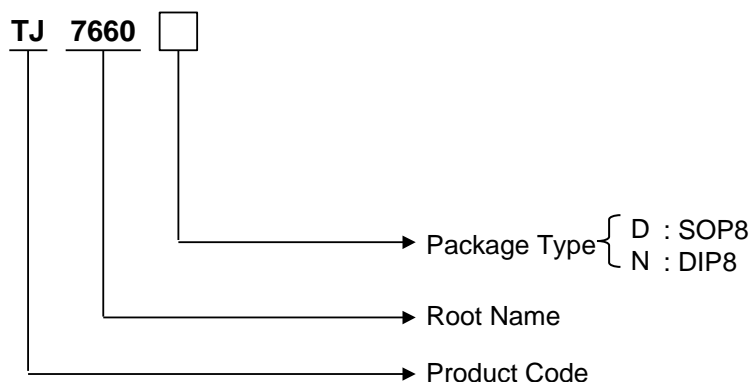 TJ 7660
Package Type D : SOP8
N : DIP8
Root Name
Product Code